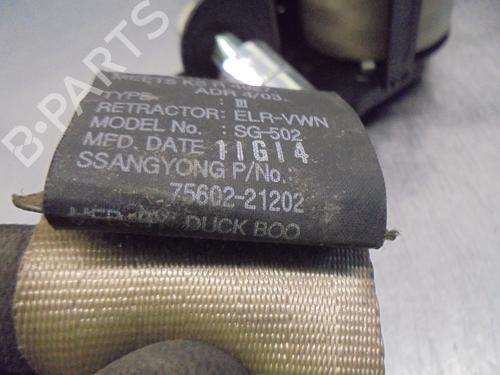 MEETS
ADR 4/03.
TYPE : III
RETRACTOR: ELR-VWN
MODEL No. : SG-502
MFD. DATE 11G14
SSANGYONG P/No.:
75602-21202
DUCK BOO
B-PARTS